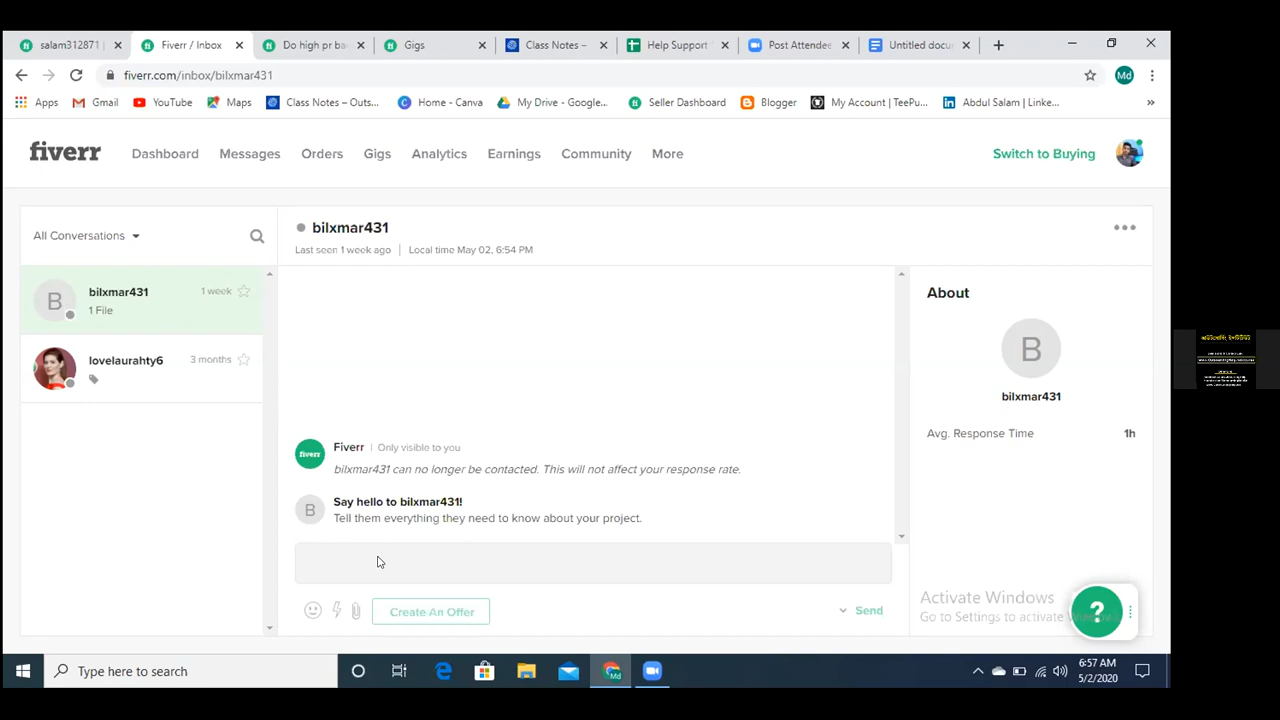 salam312871 |
Fiverr / Inbox
Do high pr ba
Gigs
Class Notes –
Help Support
Post Attendee
Untitled docu
fiverr.com/inbox/bilxmar431
Md
Apps
Gmail
YouTube
Maps
Class Notes – Outs...
Home - Canva
My Drive - Google...
Seller Dashboard
Blogger
My Account | TeePu...
Abdul Salam | Linke...
»
fiverr
Dashboard
Messages
Orders
Gigs
Analytics
Earnings
Community
More
Switch to Buying
All Conversations
bilxmar431
1 week
1 File
lovelaurahty6
3 months
bilxmar431
Last seen 1 week ago | Local time May 02, 6:54 PM
Fiverr | Only visible to you
bilxmar431 can no longer be contacted. This will not affect your response rate.
Say hello to bilxmar431!
Tell them everything they need to know about your project.
Create An Offer
Send
About
B
bilxmar431
Avg. Response Time 1h
Activate Windows
Go to Settings to activate
?
Type here to search
6:57 AM
5/2/2020